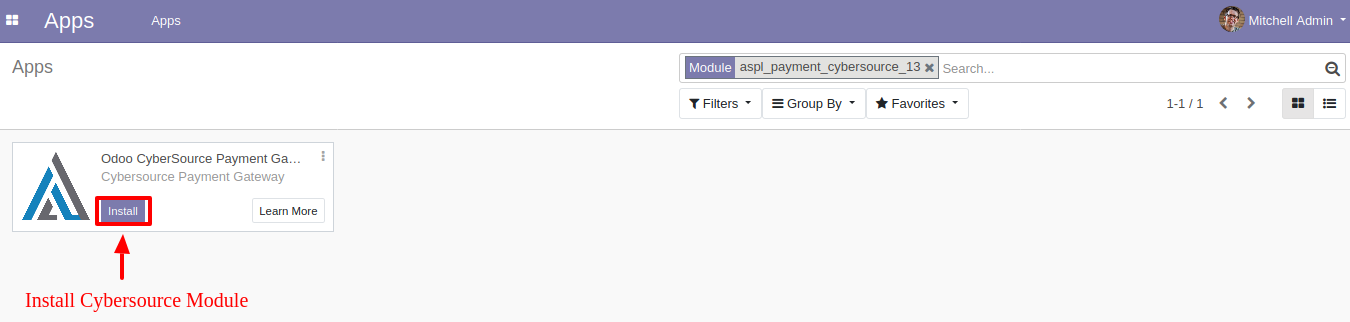 Apps Apps Mitchell Admin
Apps
Module aspl_payment_cybersource_13 Search...
Filters Group By Favorites 1-1 / 1
Odoo CyberSource Payment Ga...
Cybersource Payment Gateway
Install Learn More
Install Cybersource Module